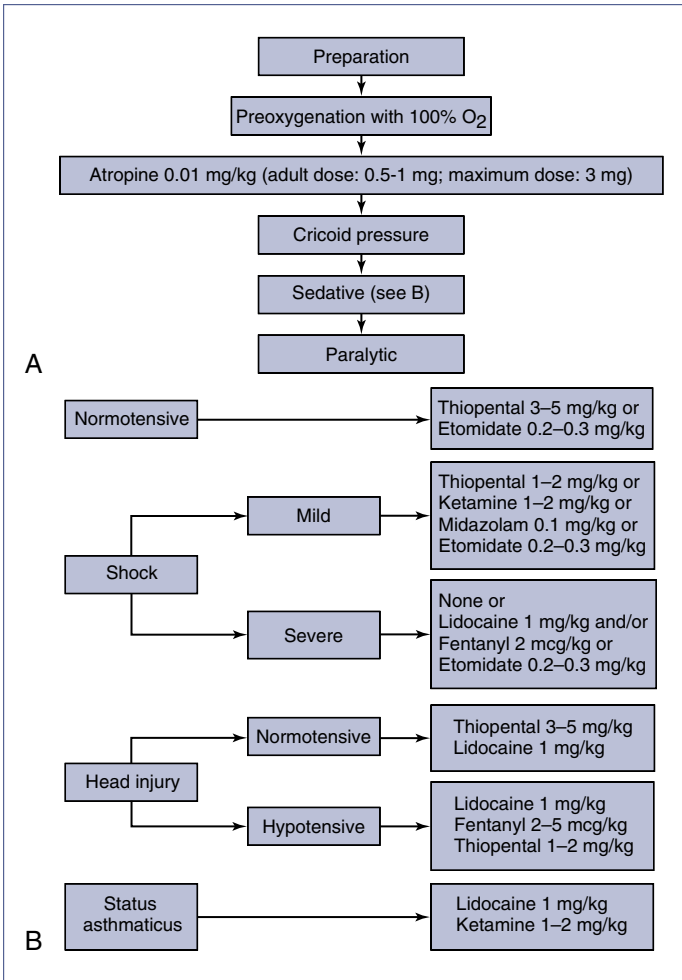 Preparation
Preoxygenation with 100% O2
Atropine 0.01 mg/kg (adult dose: 0.5-1 mg; maximum dose: 3 mg)
Cricoid pressure
Sedative (see B)
Paralytic
A
Normotensive
Thiopental 3–5 mg/kg or
Etomidate 0.2–0.3 mg/kg
Shock
Mild
Thiopental 1–2 mg/kg or
Ketamine 1–2 mg/kg or
Midazolam 0.1 mg/kg or
Etomidate 0.2–0.3 mg/kg
Severe
None or
Lidocaine 1 mg/kg and/or
Fentanyl 2 mcg/kg or
Etomidate 0.2–0.3 mg/kg
Head injury
Normotensive
Thiopental 3–5 mg/kg
Lidocaine 1 mg/kg
Hypotensive
Lidocaine 1 mg/kg
Fentanyl 2–5 mcg/kg
Thiopental 1–2 mg/kg
Status
asthmaticus
Lidocaine 1 mg/kg
Ketamine 1–2 mg/kg
B